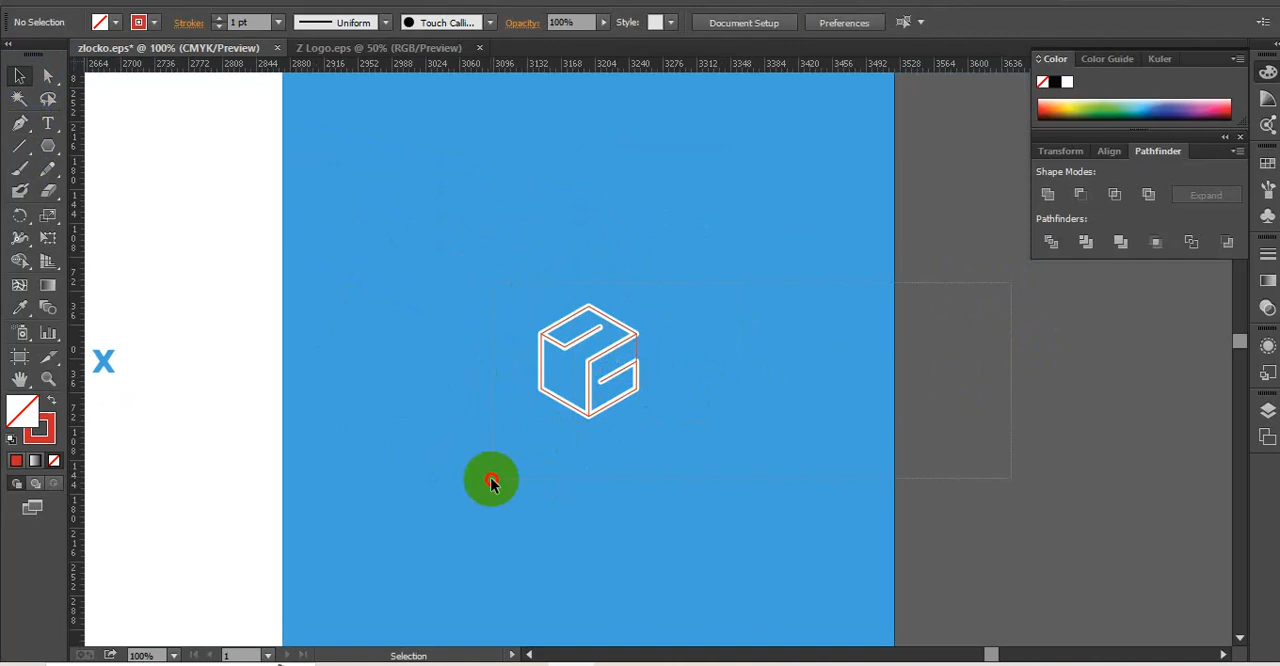 No Selection Strokes: 1 pt Uniform Touch Calli... Opacity: 100% Style: Document Setup Preferences
zlocko.eps* @ 100% (CMYK/Preview) × Z Logo.eps @ 50% (RGB/Preview) ×
2664 2700 2736 2772 2808 2844 2880 2916 2952 2988 3024 3060 3096 3132 3168 3204 3240 3276 3312 3348 3384 3420 3456 3492 3528 3564 3600 3636
Color Color Guide Kuler
Transform Align Pathfinder
Shape Modes:
Expand
Pathfinders:
x
100% 1 Selection